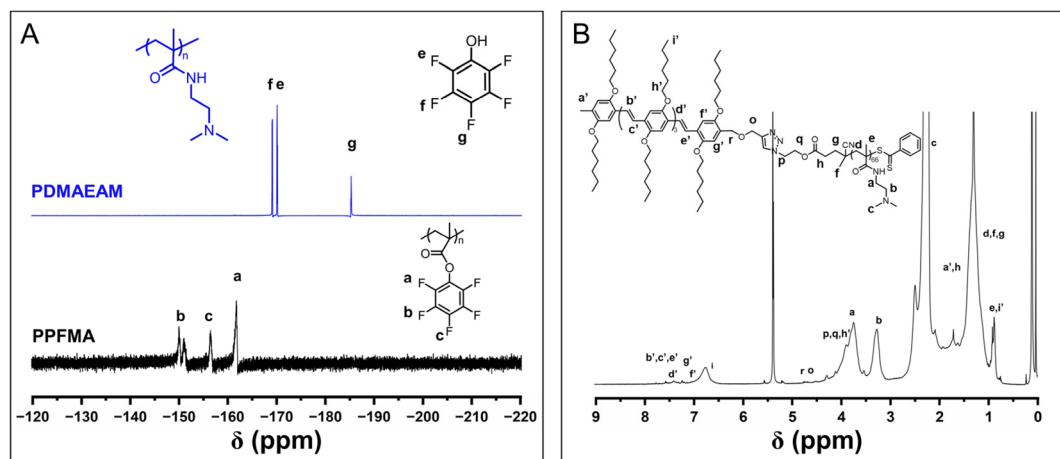 A
OH
e
F
F
f
F
F
F
g
f e
g
n
O
NH
N
PDMAEAM
n
O
O
a
F
F
b
F
F
c
F
a
b
c
PPFMA
−120
−130
−140
−150
−160
−170
−180
−190
−200
−210
−220
δ (ppm)
B
i'
h'
a'
b'
c'
3
d'
e'
f'
g'
r
o
p
q
h
g
CN
d
e
f
66
S
S
O
NH
a
b
c
N
c
d,f,g
a',h
e,i'
a
b
p,q,h'
r o
b',c',e'
d'
g'
f'
i
9
8
7
6
5
4
3
2
1
0
δ (ppm)